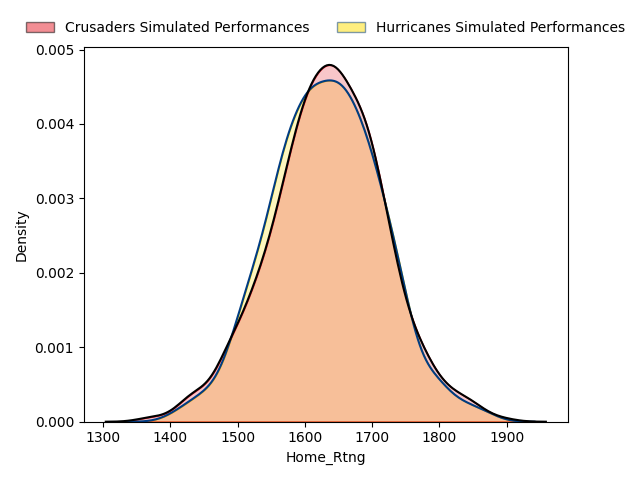 Crusaders Simulated Performances Hurricanes Simulated Performances
0.005
0.004
0.003
0.002
0.001
0.000
Density
1300 1400 1500 1600 1700 1800 1900
Home_Rtng